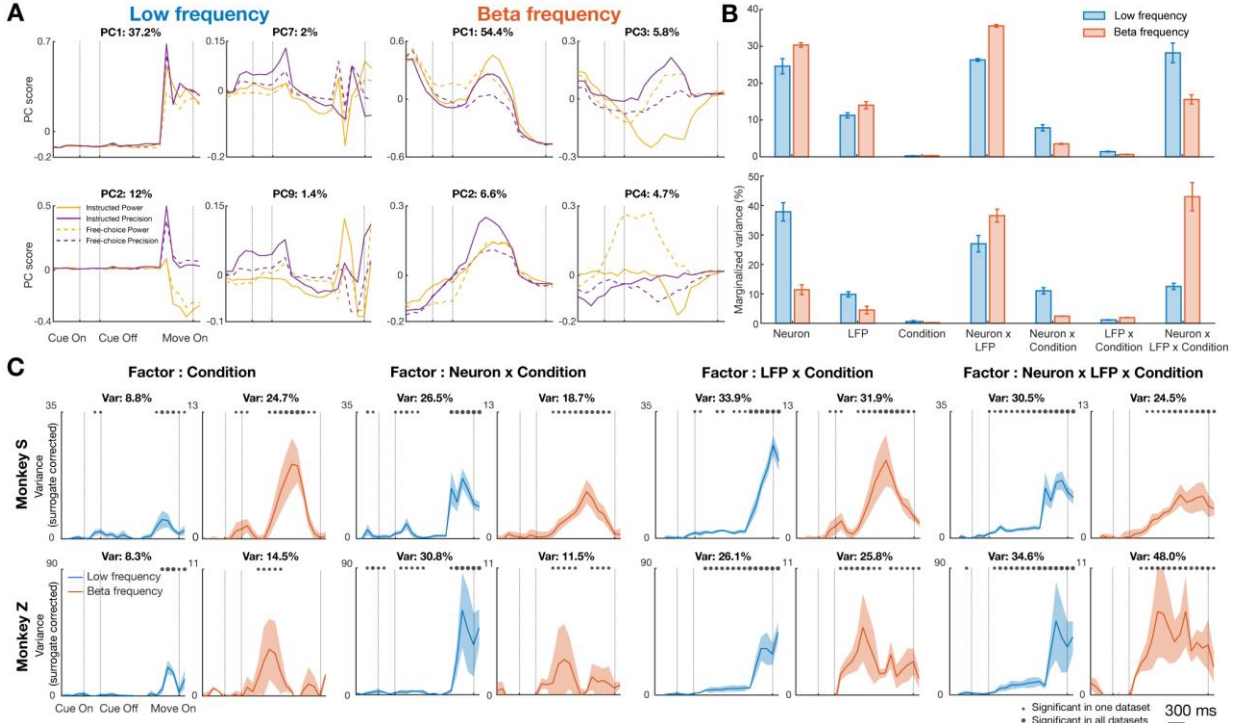 A
Low frequency
Beta frequency
PC1: 37.2%
PC7: 2%
PC1: 54.4%
PC3: 5.8%
PC score
0.7
0
-0.2
0.15
0
-0.2
0.6
0
-0.6
0.3
0
-0.3
PC2: 12%
PC9: 1.4%
PC2: 6.6%
PC4: 4.7%
PC score
0.5
0
-0.4
0.15
0
-0.1
0.4
0
-0.2
0.3
0
-0.2
Instructed Power
Instructed Precision
Free-choice Power
Free-choice Precision
Cue On Cue Off Move On
B
Low frequency
Beta frequency
40
30
20
10
0
50
40
30
20
10
0
Marginalized variance (%)
Neuron
LFP
Condition
Neuron x
LFP
Neuron x
Condition
LFP x
Condition
Neuron x
LFP x Condition
C
Factor : Condition
Factor : Neuron x Condition
Factor : LFP x Condition
Factor : Neuron x LFP x Condition
Monkey S
Variance
(surrogate corrected)
Var: 8.8%
Var: 24.7%
Var: 26.5%
Var: 18.7%
Var: 33.9%
Var: 31.9%
Var: 30.5%
Var: 24.5%
35
0
13
0
35
0
13
0
35
0
13
0
35
0
13
0
Monkey Z
Variance
(surrogate corrected)
Var: 8.3%
Var: 14.5%
Var: 30.8%
Var: 11.5%
Var: 26.1%
Var: 25.8%
Var: 34.6%
Var: 48.0%
90
0
11
0
90
0
11
0
90
0
11
0
90
0
11
0
Low frequency
Beta frequency
Cue On Cue Off Move On
Significant in one dataset
Significant in all datasets
300 ms